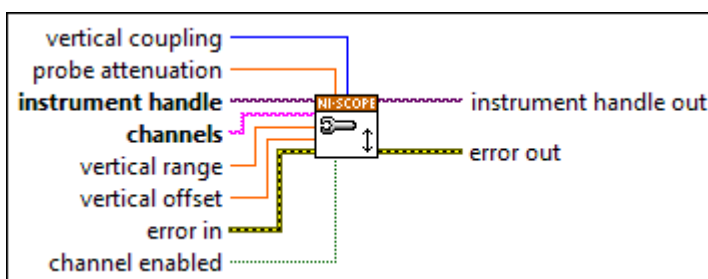 vertical coupling
probe attenuation
instrument handle
channels
vertical range
vertical offset
error in
channel enabled
NI-SCOPE
instrument handle out
error out